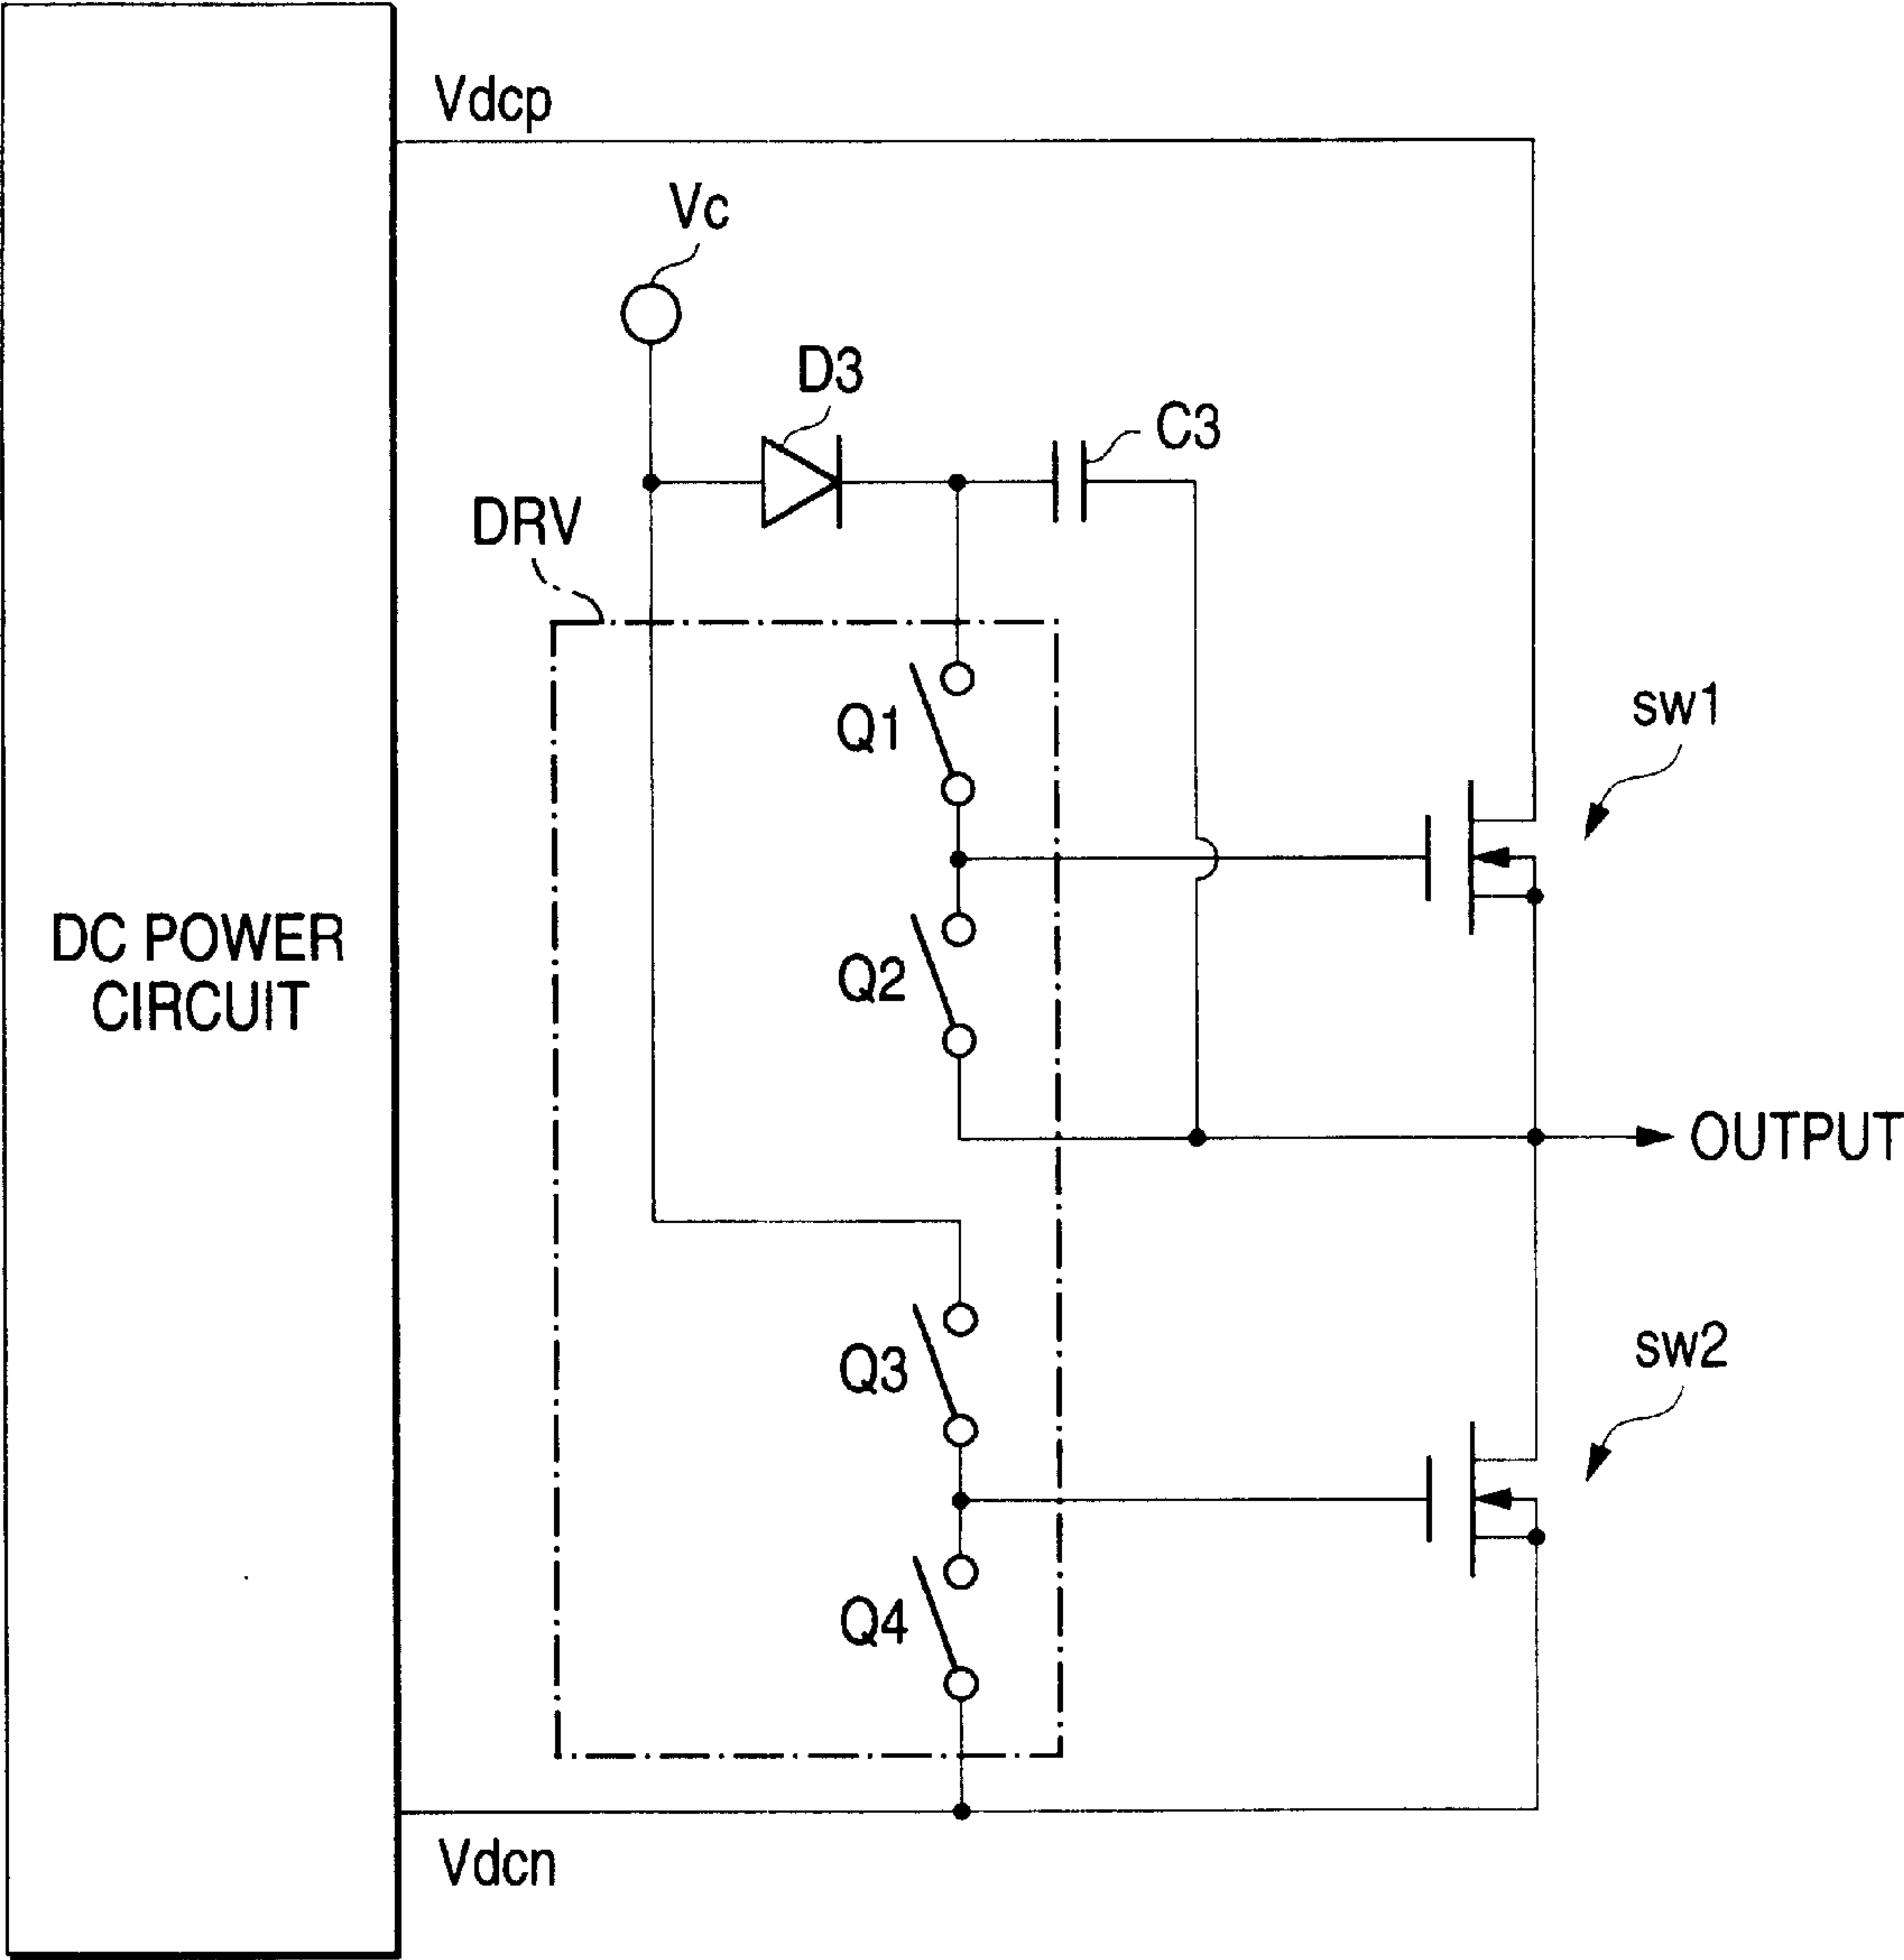 Vdcp
Vc
D3
C3
DRV
Q1
sw1
DC POWER
CIRCUIT
Q2
OUTPUT
Q3
sw2
Q4
Vdcn